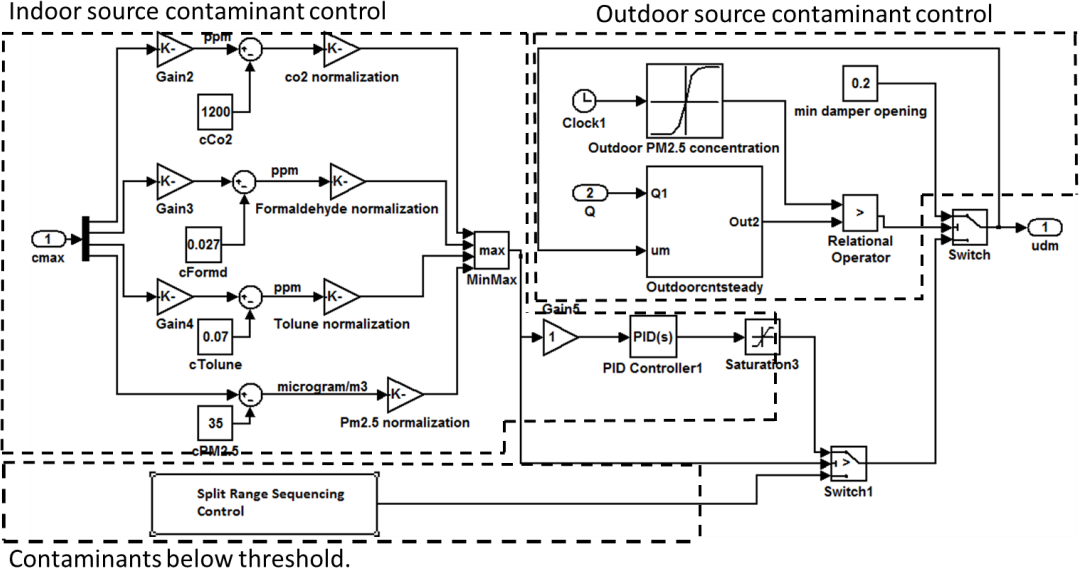 Indoor source contaminant control
Outdoor source contaminant control
ppm
K-
Gain2
K-
co2 normalization
1200
cCo2
Clock1
Outdoor PM2.5 concentration
0.2
min damper opening
K-
Gain3
ppm
K-
Formaldehyde normalization
0.027
cFormd
2
Q
Q1
um
Out2
Outdoorcntsteady
>
Relational
Operator
Switch
1
udm
1
cmax
max
MinMax
K-
Gain4
ppm
K-
Tolune normalization
0.07
cTolune
Gain5
1
PID(s)
PID Controller1
Saturation3
microgram/m3
K-
Pm2.5 normalization
35
cPM2.5
>
Switch1
Split Range Sequencing
Control
Contaminants below threshold.